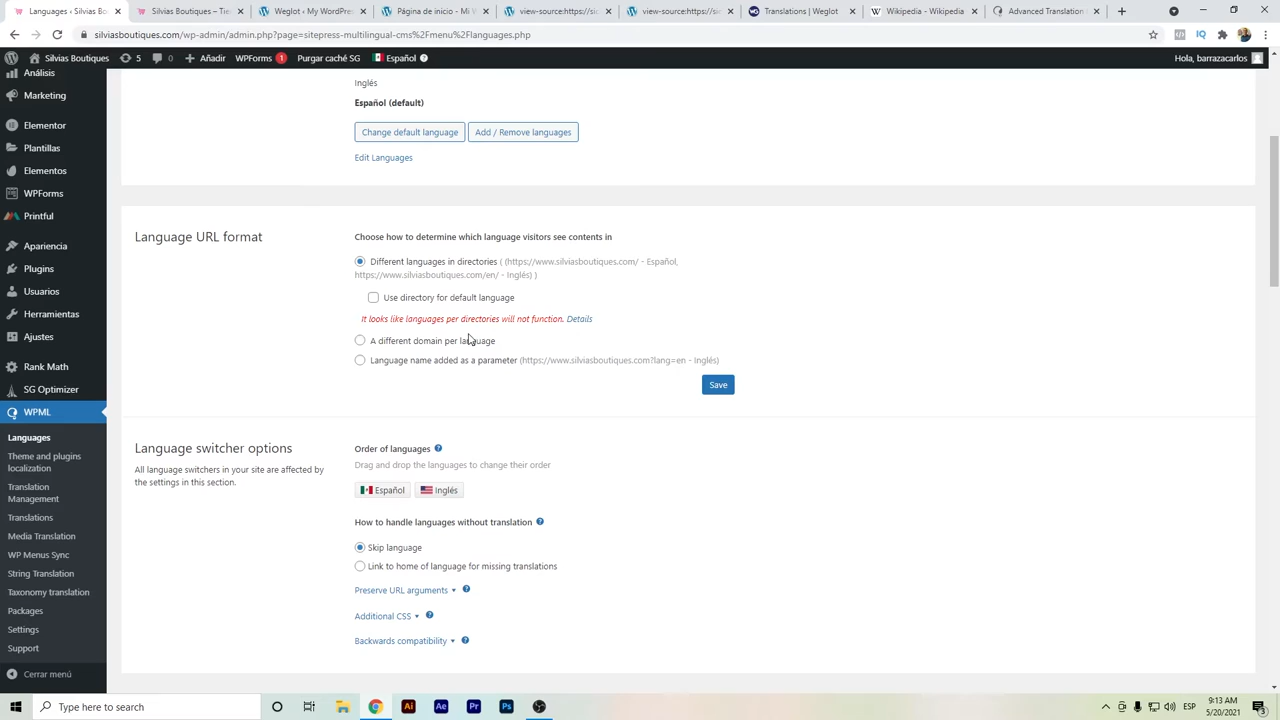 Silvias Boutiques
Weglot ‹ My WordPress
Página - Mi
view-source:https://w
view-source:https://w
Translations | Weglot
Wikipedia - Wikipedia
Advanced Translation
silviasboutiques.com/wp-admin/admin.php?page=sitepress-multilingual-cms%2Fmenu%2Flanguages.php
Silvias Boutiques
5
0
Añadir
WPForms 1
Purgar caché SG
Español
Hola, barrazacarlos
Análisis
Marketing
Elementor
Plantillas
Elementos
WPForms
Printful
Apariencia
Plugins
Usuarios
Herramientas
Ajustes
Rank Math
SG Optimizer
WPML
Languages
Theme and plugins
localization
Translation
Management
Translations
Media Translation
WP Menus Sync
String Translation
Taxonomy translation
Packages
Settings
Support
Cerrar menú
Inglés
Español (default)
Change default language
Add / Remove languages
Edit Languages
Language URL format
Choose how to determine which language visitors see contents in
Different languages in directories ( (https://www.silviasboutiques.com/ - Español,
https://www.silviasboutiques.com/en/ - Inglés) )
Use directory for default language
It looks like languages per directories will not function. Details
A different domain per language
Language name added as a parameter (https://www.silviasboutiques.com?lang=en - Inglés)
Save
Language switcher options
All language switchers in your site are affected by
the settings in this section.
Order of languages
Drag and drop the languages to change their order
Español
Inglés
How to handle languages without translation
Skip language
Link to home of language for missing translations
Preserve URL arguments
Additional CSS
Backwards compatibility
Type here to search
ESP
9:13 AM
5/20/2021
3